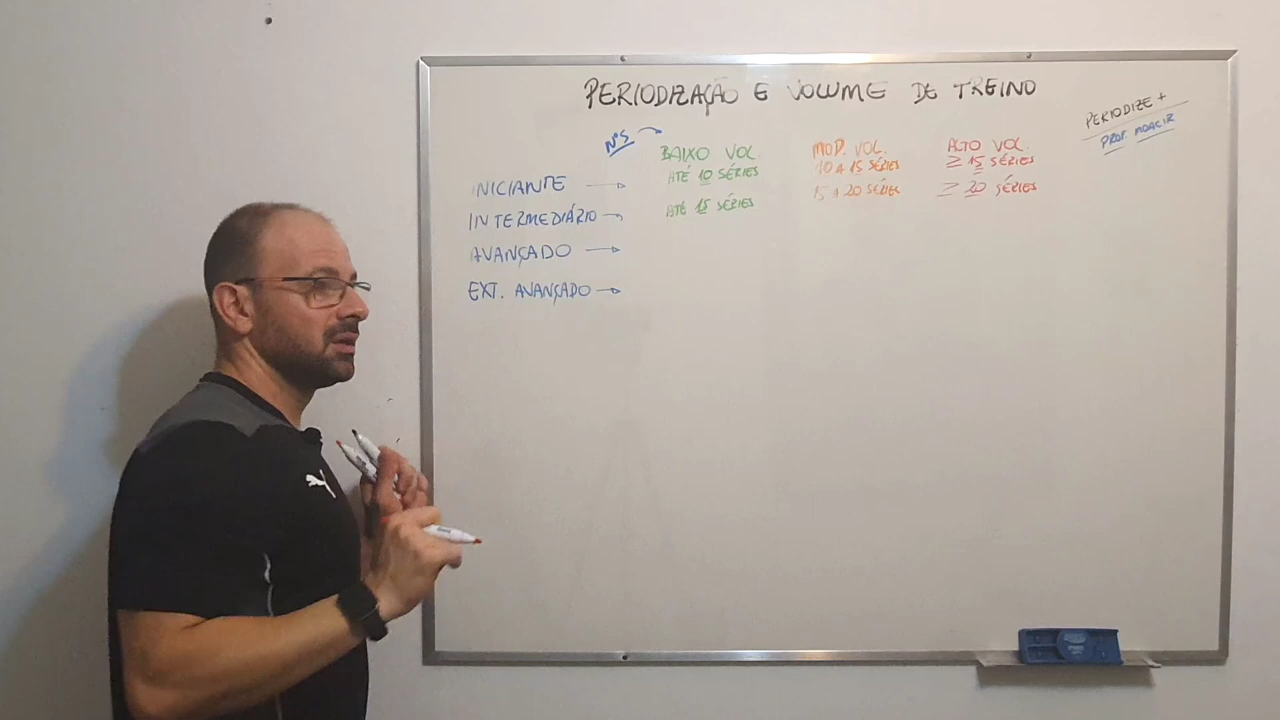 PERIODIZAÇÃO E VOLUME DE TREINO
PERIODIZE +
PROF. MOACIR
NºS
BAIXO VOL. MOD. VOL. ALTO VOL.
INICIANTE ATÉ 10 SÉRIES 10 A 15 SÉRIES ≥ 15 SÉRIES
INTERMEDIÁRIO ATÉ 15 SÉRIES 15 A 20 SÉRIES ≥ 20 SÉRIES
AVANÇADO
EXT. AVANÇADO